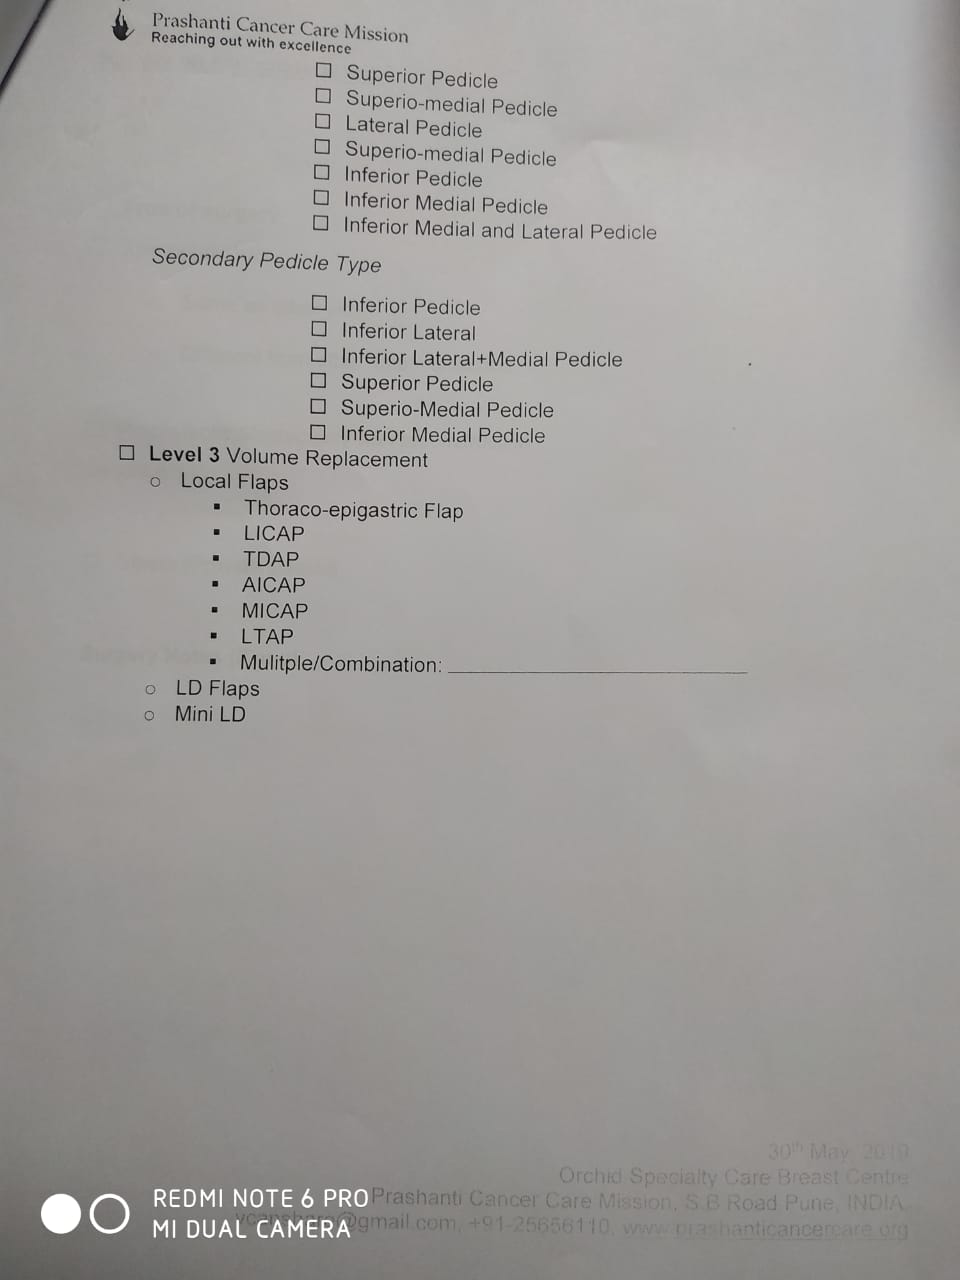 Prashanti Cancer Care Mission
Reaching out with excellence
☐ Superior Pedicle
☐ Superio-medial Pedicle
☐ Lateral Pedicle
☐ Superio-medial Pedicle
☐ Inferior Pedicle
☐ Inferior Medial Pedicle
☐ Inferior Medial and Lateral Pedicle
Secondary Pedicle Type
☐ Inferior Pedicle
☐ Inferior Lateral
☐ Inferior Lateral+Medial Pedicle
☐ Superior Pedicle
☐ Superio-Medial Pedicle
☐ Inferior Medial Pedicle
☐ Level 3 Volume Replacement
○ Local Flaps
▪ Thoraco-epigastric Flap
▪ LICAP
▪ TDAP
▪ AICAP
▪ MICAP
▪ LTAP
▪ Mulitple/Combination: ____________________
○ LD Flaps
○ Mini LD
30th May, 2019
Orchid Specialty Care Breast Centre
Prashanti Cancer Care Mission, S.B Road Pune, INDIA.
@gmail.com, +91-25656110, www.prashanticancercare.org
REDMI NOTE 6 PRO
MI DUAL CAMERA